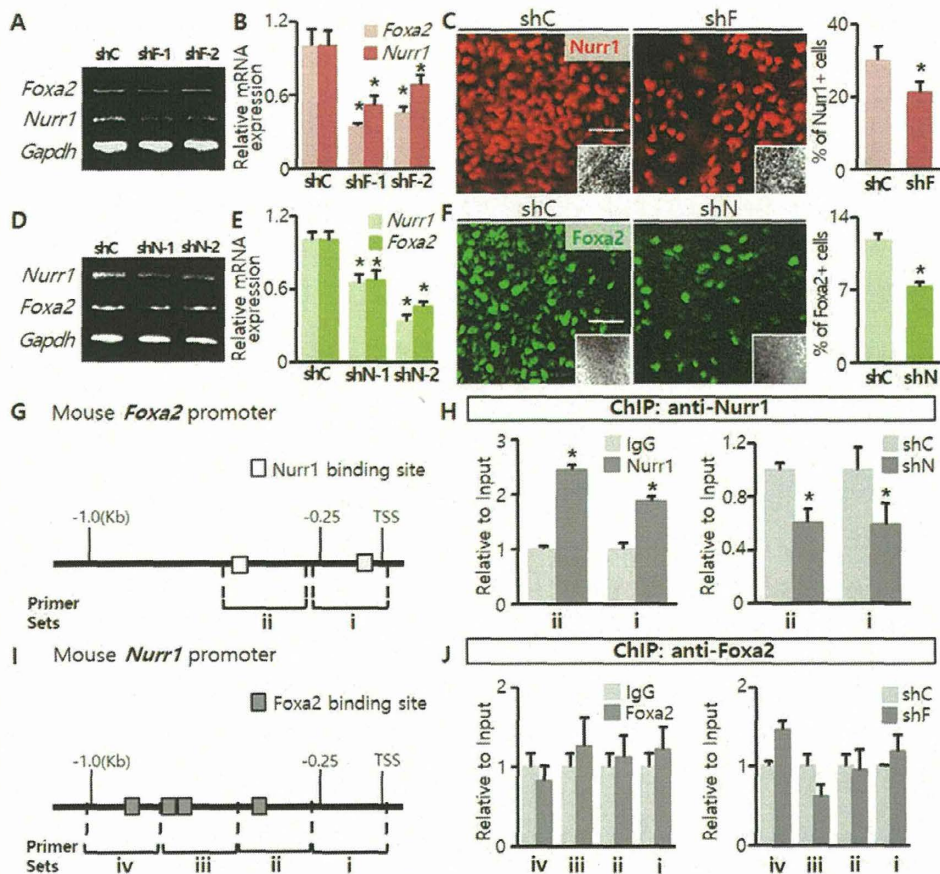 A
shC shF-1 shF-2
Foxa2
Nurr1
Gapdh
B
Relative mRNA expression
1.2
0.6
0
Foxa2
Nurr1
* * * *
shC shF-1 shF-2
C
shC shF
Nurr1
% of Nurr1+ cells
40
20
0
*
shC shF
D
shC shN-1 shN-2
Nurr1
Foxa2
Gapdh
E
Relative mRNA expression
1.2
0.6
0
Nurr1
Foxa2
* * * *
shC shN-1 shN-2
F
shC shN
Foxa2
% of Foxa2+ cells
14
7
0
*
shC shN
G Mouse Foxa2 promoter
Nurr1 binding site
-1.0(Kb) -0.25 TSS
Primer Sets
ii i
H
ChIP: anti-Nurr1
Relative to Input
3
2
1
0
IgG
Nurr1
* *
ii i
Relative to Input
1.2
0.6
0
shC
shN
* *
ii i
I Mouse Nurr1 promoter
Foxa2 binding site
-1.0(Kb) -0.25 TSS
Primer Sets
iv iii ii i
J
ChIP: anti-Foxa2
Relative to Input
2
1
0
IgG
Foxa2
iv iii ii i
Relative to Input
2
1
0
shC
shF
iv iii ii i